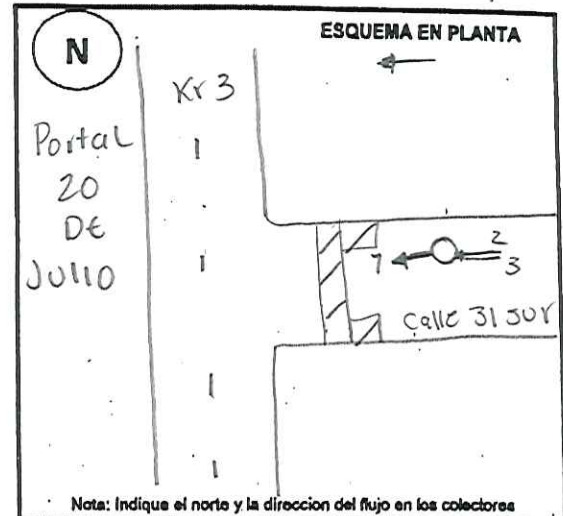 N
ESQUEMA EN PLANTA
Kr 3
Portal
20
DE
Julio
2
7
3
Calle 31 SUR
Nota: Indique el norte y la direccion del flujo en los colectores